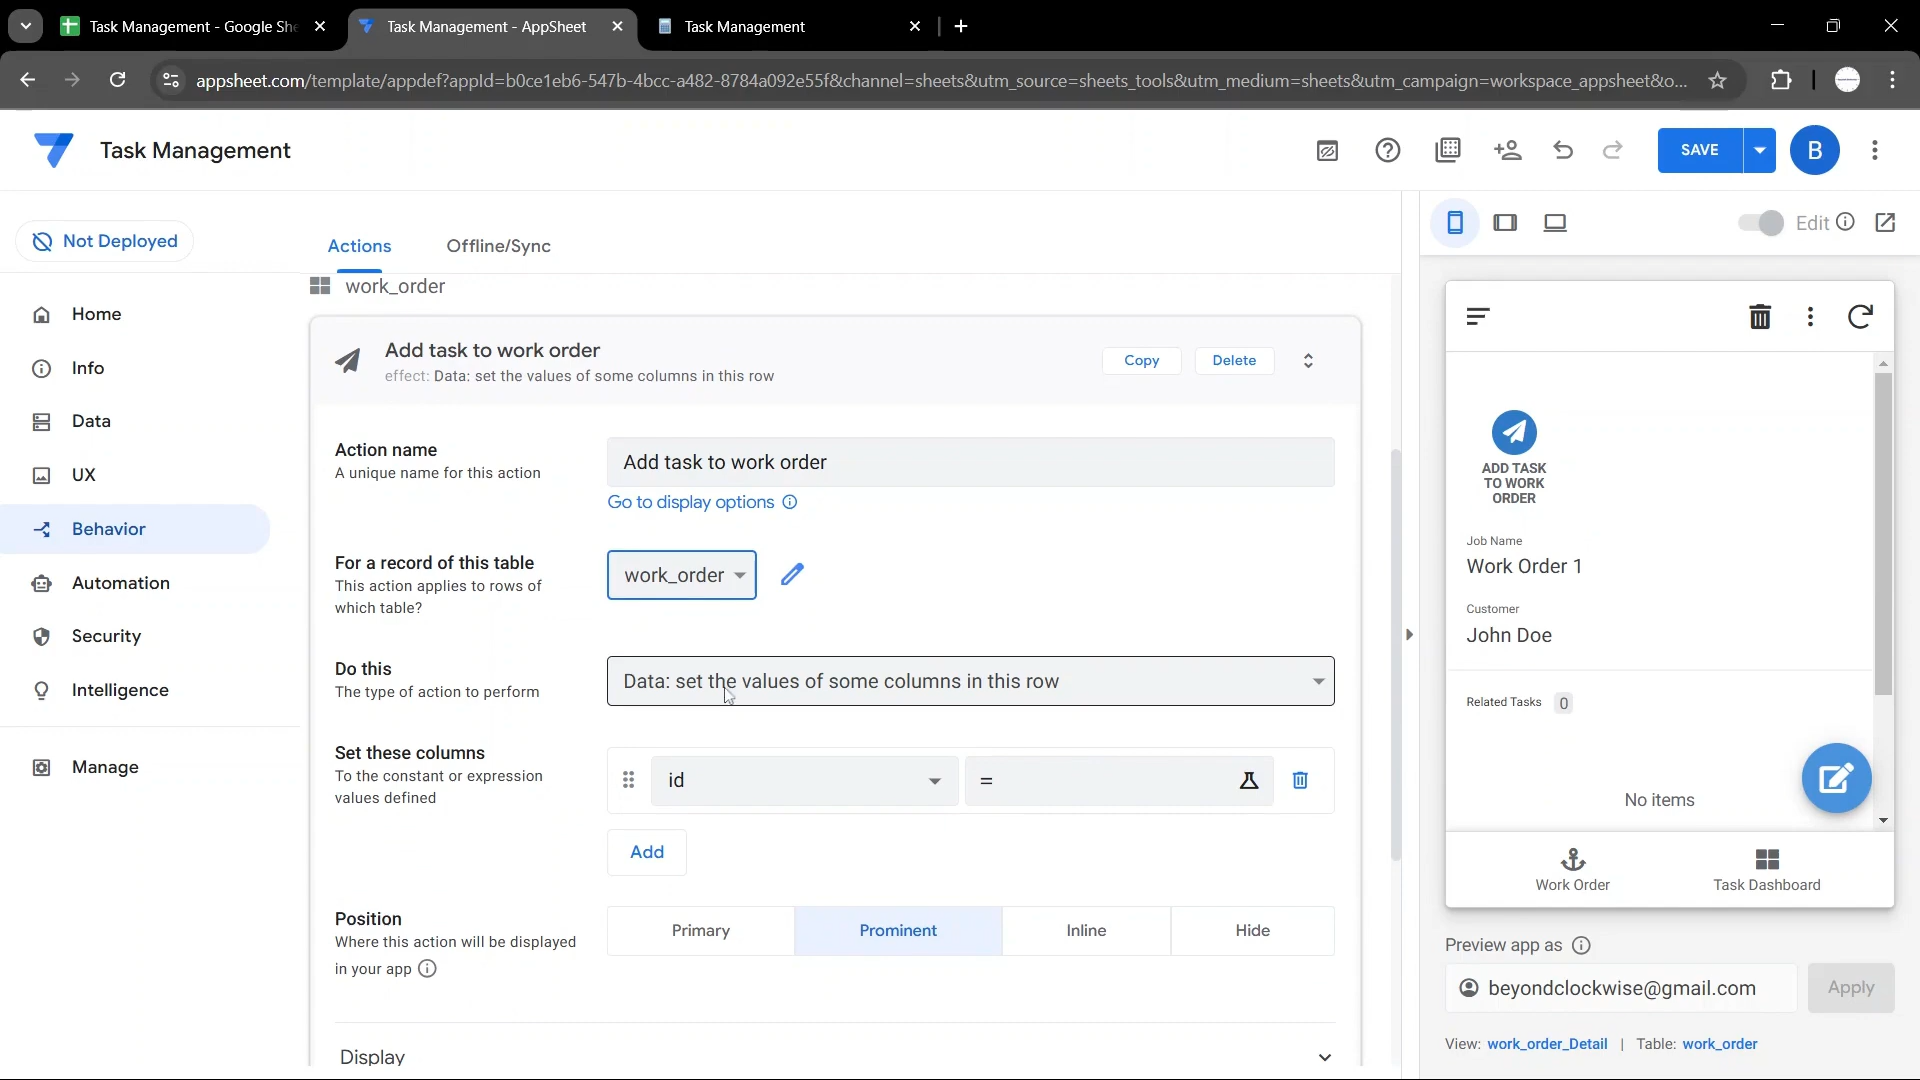 Task Management - Google She
Task Management - AppSheet
Task Management
appsheet.com/template/appdef?appId=b0ce1eb6-547b-4bcc-a482-8784a092e55f&channel=sheets&utm_source=sheets_tools&utm_medium=sheets&utm_campaign=workspace_appsheet&o...
Task Management
SAVE
B
Not Deployed
Home
Info
Data
UX
Behavior
Automation
Security
Intelligence
Manage
Actions
Offline/Sync
work_order
Add task to work order
effect: Data: set the values of some columns in this row
Copy
Delete
Action name
A unique name for this action
Add task to work order
Go to display options
For a record of this table
This action applies to rows of
which table?
work_order
Do this
The type of action to perform
Data: set the values of some columns in this row
Set these columns
To the constant or expression
values defined
id
=
Add
Position
Where this action will be displayed
in your app
Primary
Prominent
Inline
Hide
Display
Edit
ADD TASK
TO WORK
ORDER
Job Name
Work Order 1
Customer
John Doe
Related Tasks 0
No items
Work Order
Task Dashboard
Preview app as
beyondclockwise@gmail.com
Apply
View: work_order_Detail | Table: work_order